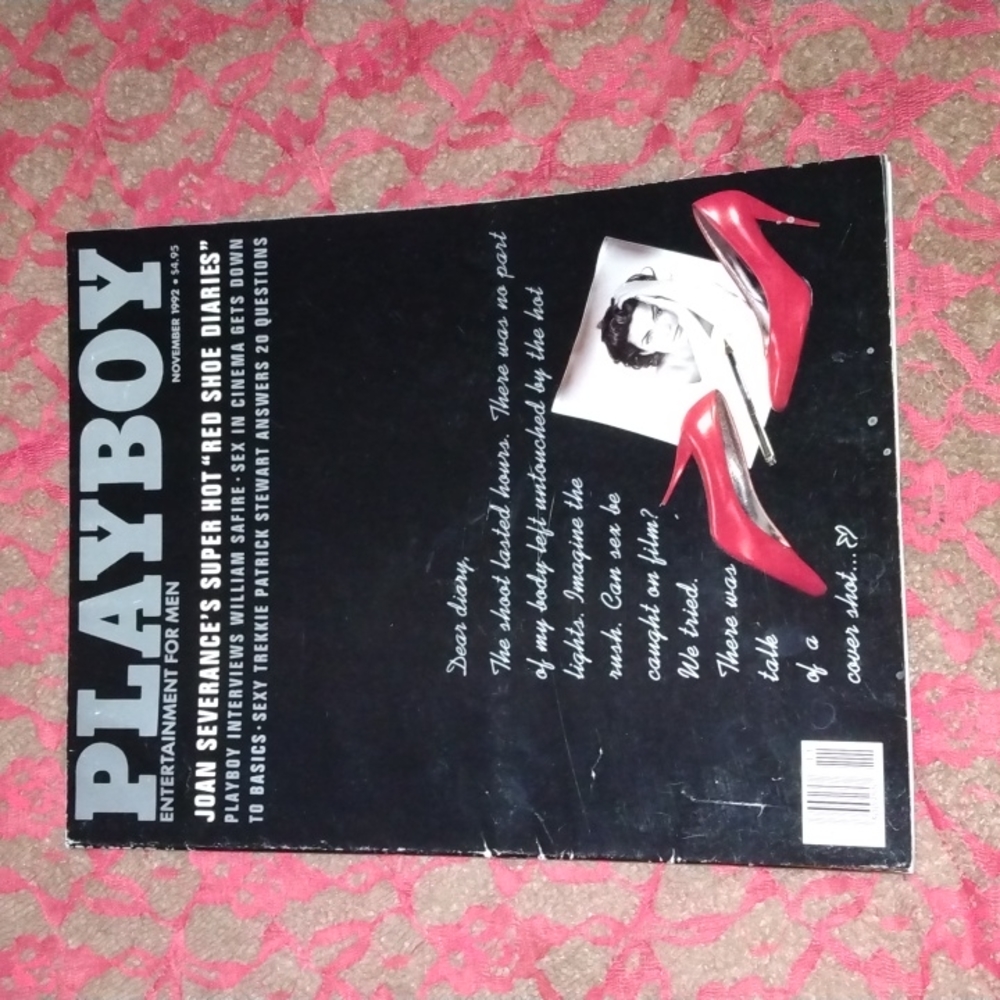 PLAYBOY
ENTERTAINMENT FOR MEN
NOVEMBER 1992 • $4.95
JOAN SEVERANCE'S SUPER HOT "RED SHOE DIARIES"
PLAYBOY INTERVIEWS WILLIAM SAFIRE · SEX IN CINEMA GETS DOWN
TO BASICS · SEXY TREKKIE PATRICK STEWART ANSWERS 20 QUESTIONS
Dear diary,
The shoot lasted hours. There was no part
of my body left untouched by the hot
lights. Imagine the
rush. Can sex be
caught on film?
We tried.
There was
talk
of a
cover shot...